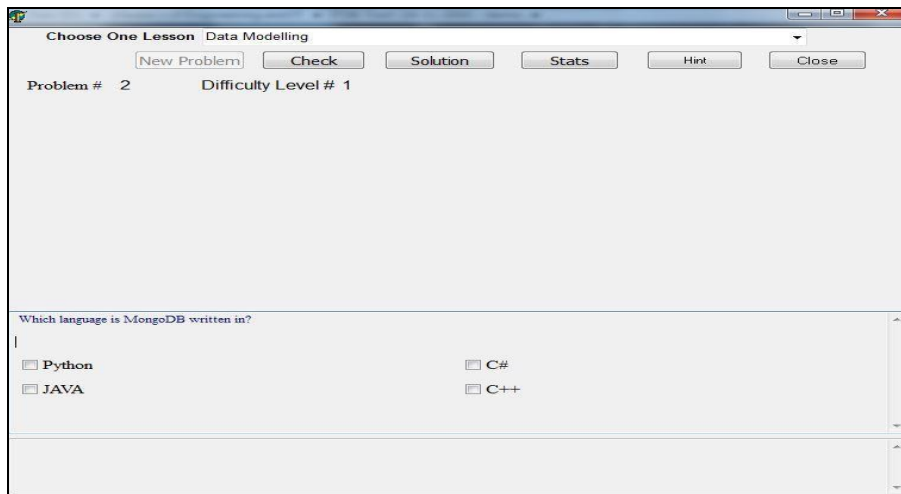 Choose One Lesson Data Modelling
New Problem Check Solution Stats Hint Close
Problem # 2 Difficulty Level # 1
Which language is MongoDB written in?
Python C#
JAVA C++